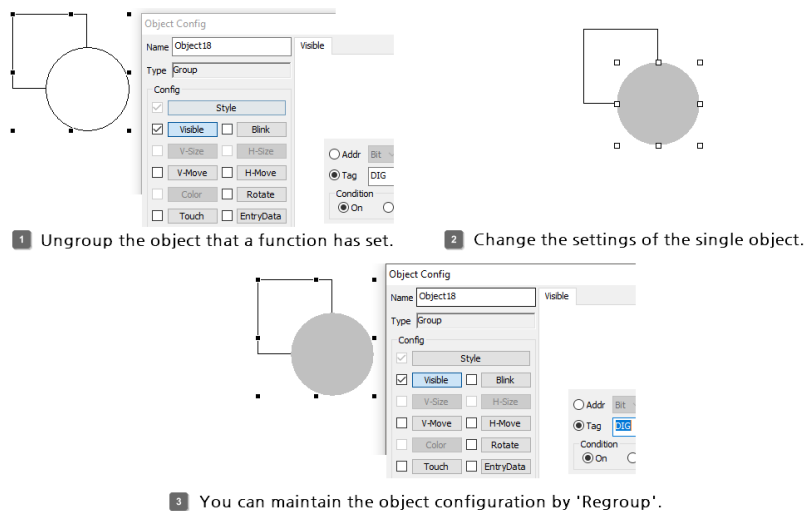 Object Config
Name Object18 Visible
Type Group
Config
Style
Visible Blink
V-Size H-Size
Addr Bit
V-Move H-Move
Tag DIG
Color Rotate
Condition
On
Touch EntryData
1 Ungroup the object that a function has set.
2 Change the settings of the single object.
Object Config
Name Object18 Visible
Type Group
Config
Style
Visible Blink
V-Size H-Size
Addr Bit
V-Move H-Move
Tag DIG
Color Rotate
Condition
On
Touch EntryData
3 You can maintain the object configuration by 'Regroup'.